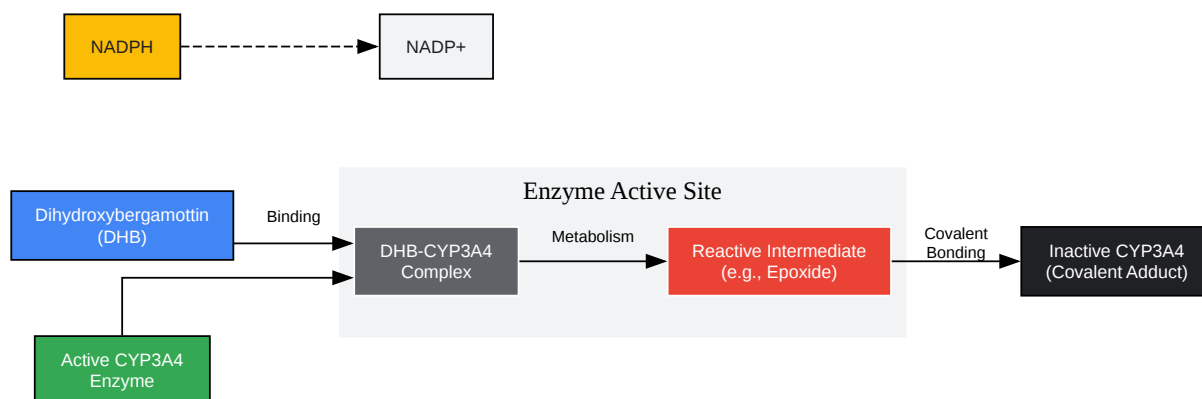 NADPH
NADP+
Enzyme Active Site
Dihydroxybergamottin
(DHB)
Binding
DHB-CYP3A4
Complex
Metabolism
Reactive Intermediate
(e.g., Epoxide)
Covalent
Bonding
Inactive CYP3A4
(Covalent Adduct)
Active CYP3A4
Enzyme